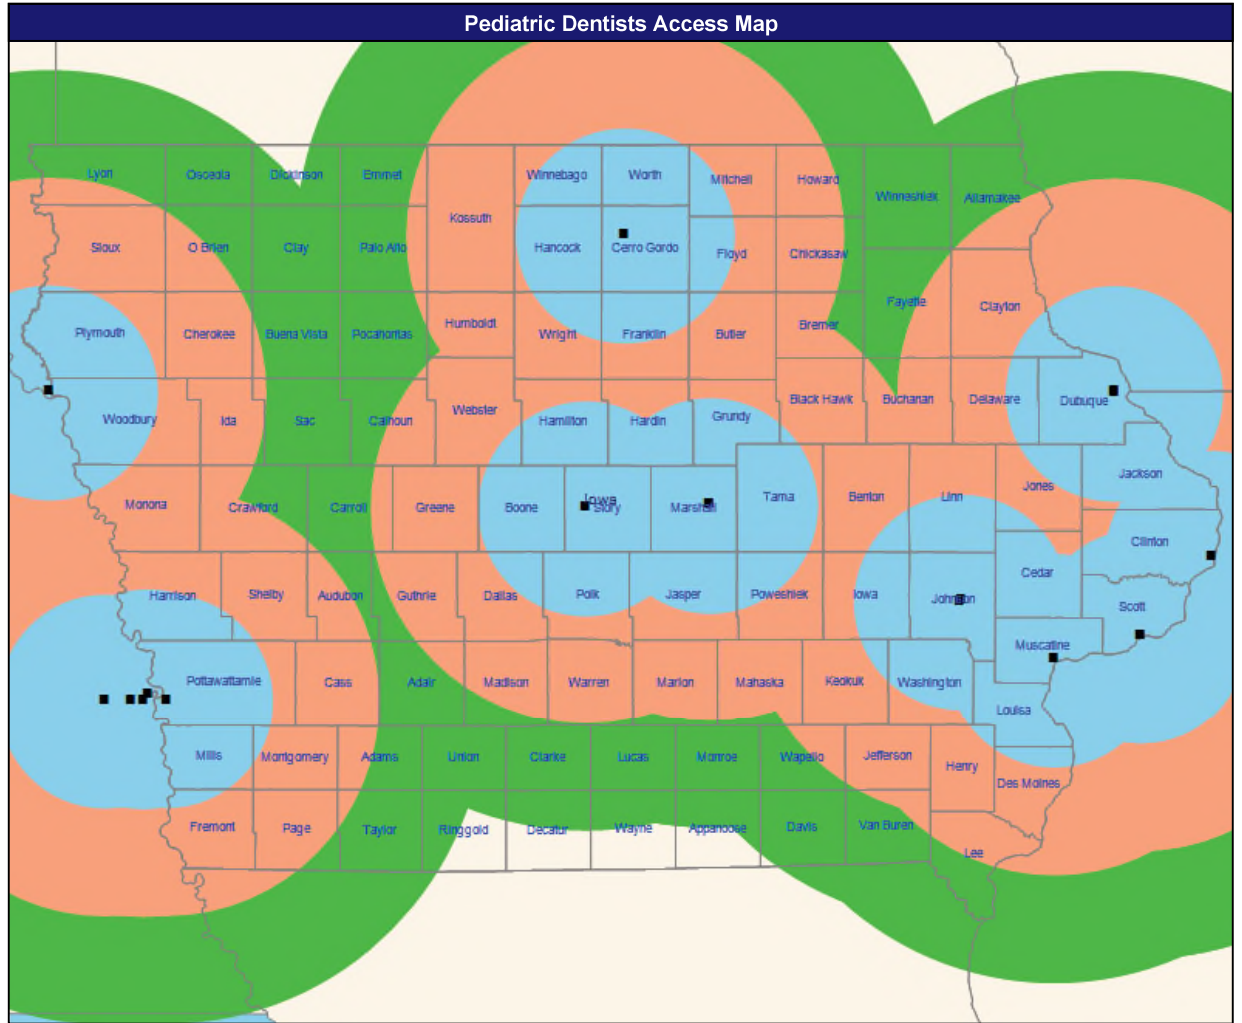 Pediatric Dentists Access Map
Lyon Osceola Dickinson Emmet Winnebago Worth Mitchell Howard Winneshiek Allamakee
Kossuth
Sioux O Brien Clay Palo Alto Hancock Cerro Gordo Floyd Chickasaw
Fayette Clayton
Plymouth Cherokee Buena Vista Pocahontas Humboldt Wright Franklin Butler Bremer
Woodbury Ida Sac Calhoun Webster Hamilton Hardin Grundy Black Hawk Buchanan Delaware Dubuque
Jackson
Monona Crawford Carroll Greene Boone Iowa Story Marshall Tama Benton Linn Jones
Clinton
Harrison Shelby Audubon Guthrie Dallas Polk Jasper Poweshiek Iowa Johnson Cedar Scott
Muscatine
Pottawattamie Cass Adair Madison Warren Marion Mahaska Keokuk Washington
Louisa
Mills Montgomery Adams Union Clarke Lucas Monroe Wapello Jefferson Henry Des Moines
Fremont Page Taylor Ringgold Decatur Wayne Appanoose Davis Van Buren
Lee